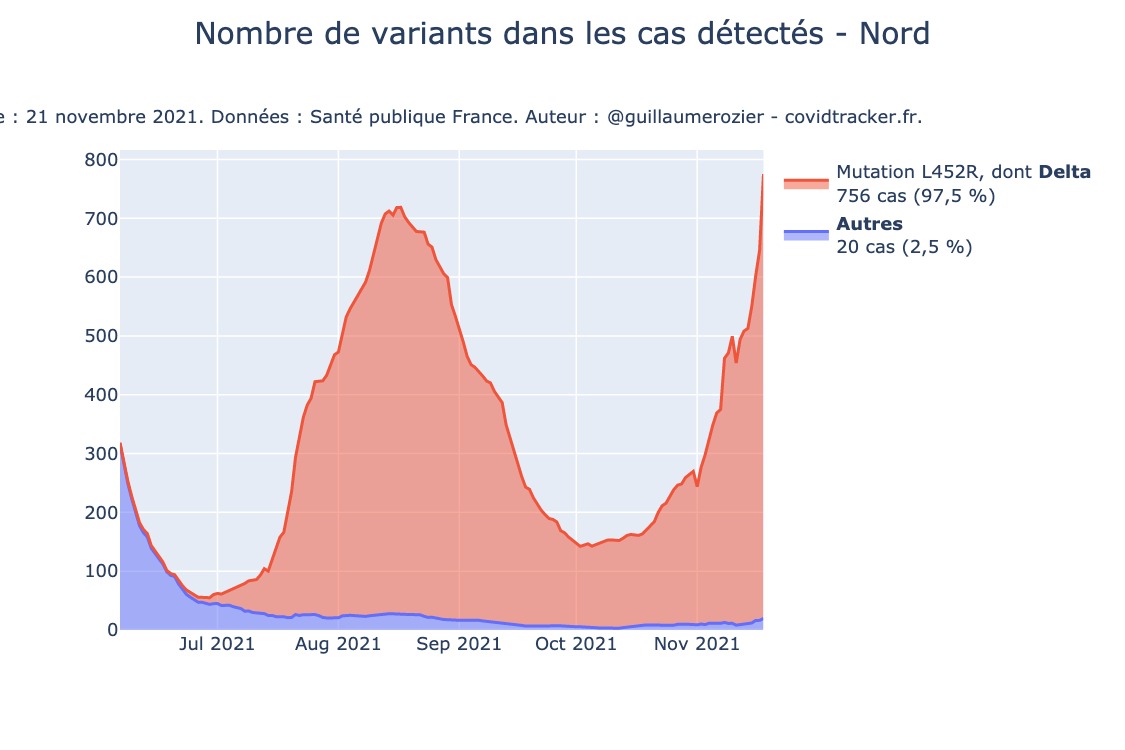 Nombre de variants dans les cas détectés - Nord
: 21 novembre 2021. Données : Santé publique France. Auteur : @guillaumerozier - covidtracker.fr.
800
700
600
500
400
300
200
100
0
Jul 2021 Aug 2021 Sep 2021 Oct 2021 Nov 2021
Mutation L452R, dont Delta
756 cas (97,5 %)
Autres
20 cas (2,5 %)